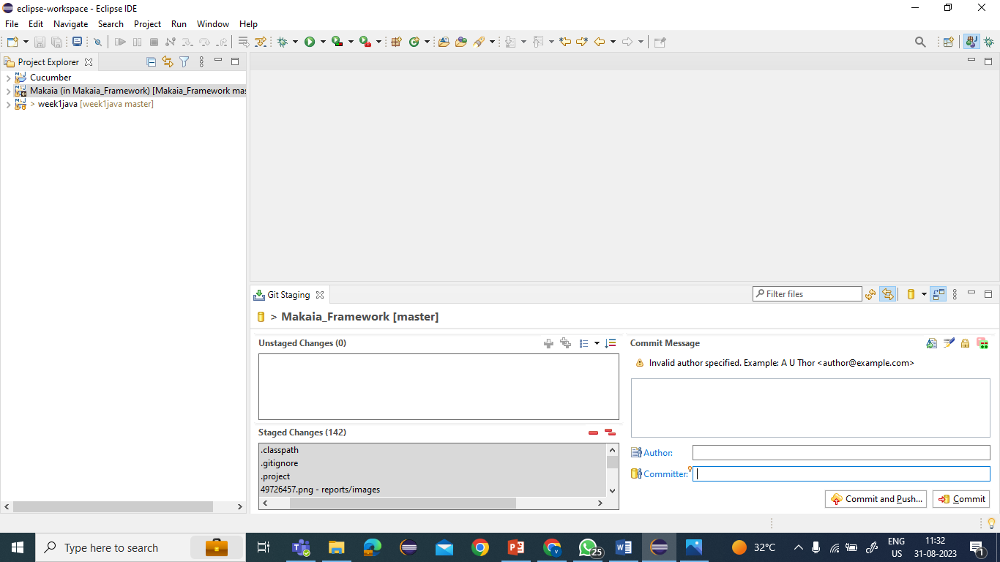 eclipse-workspace - Eclipse IDE
File Edit Navigate Search Project Run Window Help
Project Explorer
Cucumber
Makaia (in Makaia_Framework) [Makaia_Framework mas
> week1java [week1java master]
Git Staging
Filter files
> Makaia_Framework [master]
Unstaged Changes (0)
Commit Message
Invalid author specified. Example: A U Thor <author@example.com>
Staged Changes (142)
.classpath
.gitignore
.project
49726457.png - reports/images
Author:
Committer:
Commit and Push...
Commit
Type here to search
25
32°C
ENG
US
11:32
31-08-2023
1